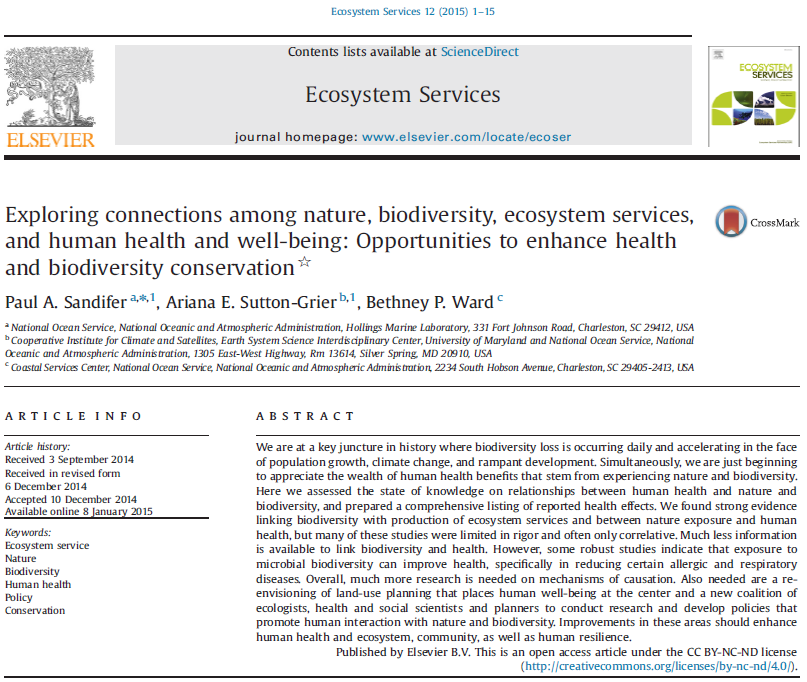 Ecosystem Services 12 (2015) 1–15
Contents lists available at ScienceDirect
Ecosystem Services
journal homepage: www.elsevier.com/locate/ecoser
ELSEVIER
ECOSYSTEM
SERVICES
Exploring connections among nature, biodiversity, ecosystem services,
and human health and well-being: Opportunities to enhance health
and biodiversity conservation☆
CrossMark
Paul A. Sandifer a,*,1, Ariana E. Sutton-Grier b,1, Bethney P. Ward c
a National Ocean Service, National Oceanic and Atmospheric Administration, Hollings Marine Laboratory, 331 Fort Johnson Road, Charleston, SC 29412, USA
b Cooperative Institute for Climate and Satellites, Earth System Science Interdisciplinary Center, University of Maryland and National Ocean Service, National
Oceanic and Atmospheric Administration, 1305 East-West Highway, Rm 13614, Silver Spring, MD 20910, USA
c Coastal Services Center, National Ocean Service, National Oceanic and Atmospheric Administration, 2234 South Hobson Avenue, Charleston, SC 29405-2413, USA
ARTICLE INFO
Article history:
Received 3 September 2014
Received in revised form
6 December 2014
Accepted 10 December 2014
Available online 8 January 2015
Keywords:
Ecosystem service
Nature
Biodiversity
Human health
Policy
Conservation
ABSTRACT
We are at a key juncture in history where biodiversity loss is occurring daily and accelerating in the face
of population growth, climate change, and rampant development. Simultaneously, we are just beginning
to appreciate the wealth of human health benefits that stem from experiencing nature and biodiversity.
Here we assessed the state of knowledge on relationships between human health and nature and
biodiversity, and prepared a comprehensive listing of reported health effects. We found strong evidence
linking biodiversity with production of ecosystem services and between nature exposure and human
health, but many of these studies were limited in rigor and often only correlative. Much less information
is available to link biodiversity and health. However, some robust studies indicate that exposure to
microbial biodiversity can improve health, specifically in reducing certain allergic and respiratory
diseases. Overall, much more research is needed on mechanisms of causation. Also needed are a re-
envisioning of land-use planning that places human well-being at the center and a new coalition of
ecologists, health and social scientists and planners to conduct research and develop policies that
promote human interaction with nature and biodiversity. Improvements in these areas should enhance
human health and ecosystem, community, as well as human resilience.
Published by Elsevier B.V. This is an open access article under the CC BY-NC-ND license
(http://creativecommons.org/licenses/by-nc-nd/4.0/).